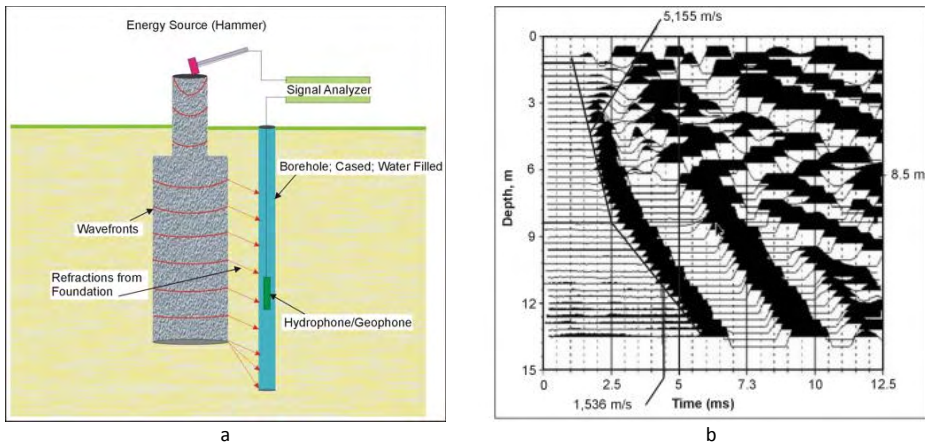 Energy Source (Hammer)
Signal Analyzer
Borehole; Cased; Water Filled
Wavefronts
Refractions from
Foundation
Hydrophone/Geophone
a
5,155 m/s
0
3
6
9
12
15
Depth, m
8.5 m
0
2.5
5
7.3
10
12.5
Time (ms)
1,536 m/s
b